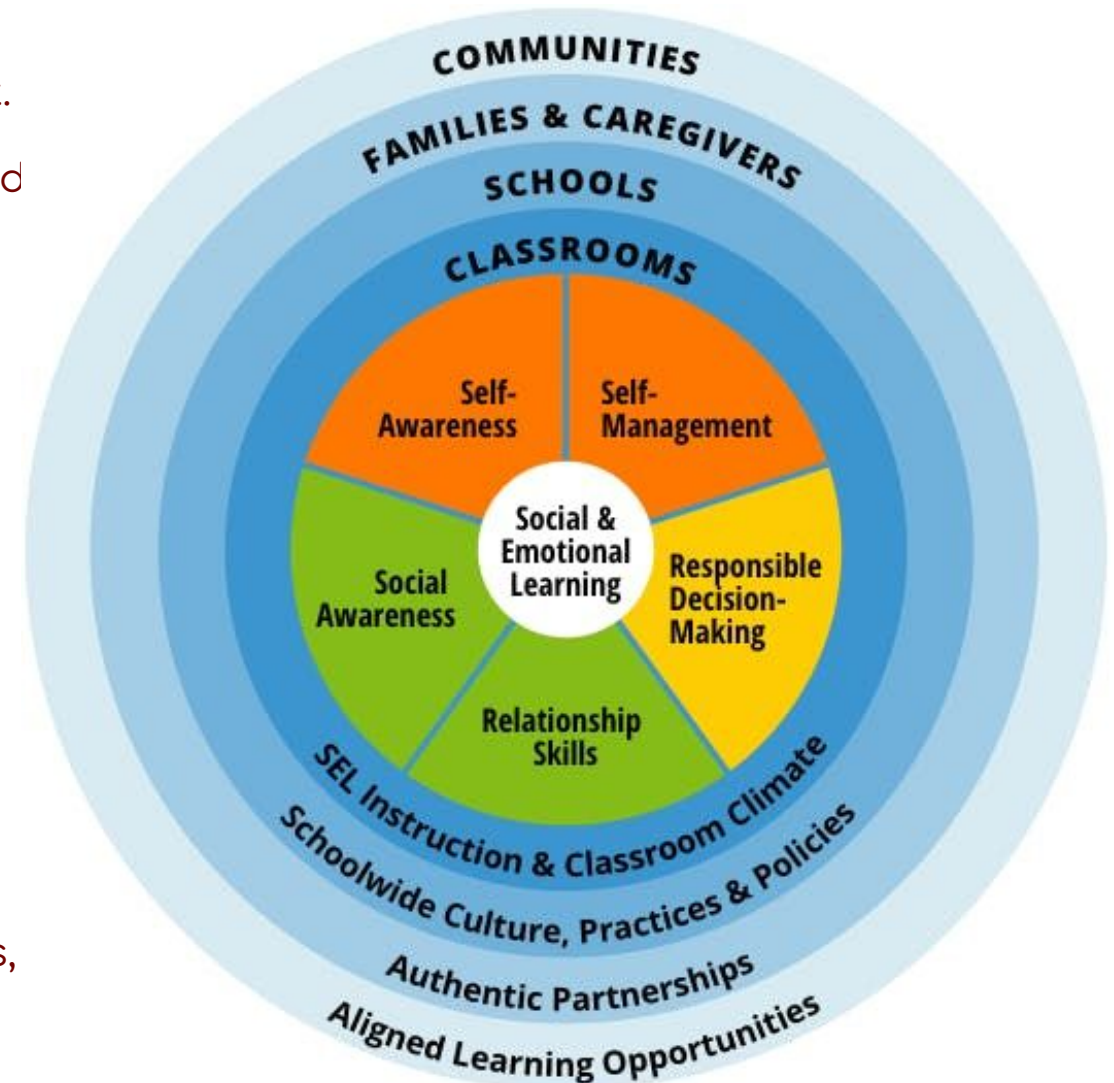 COMMUNITIES
FAMILIES & CAREGIVERS
SCHOOLS
CLASSROOMS
Self-
Awareness
Self-
Management
Social &
Emotional
Learning
Social
Awareness
Responsible
Decision-
Making
Relationship
Skills
SEL Instruction & Classroom Climate
Schoolwide Culture, Practices & Policies
Authentic Partnerships
Aligned Learning Opportunities